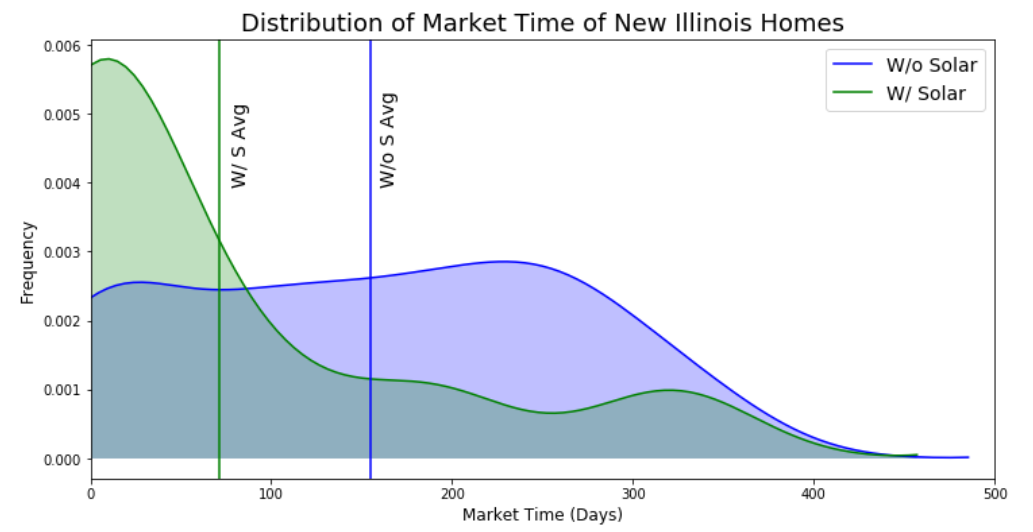 Distribution of Market Time of New Illinois Homes
0.006
0.005
0.004
0.003
0.002
0.001
0.000
Frequency
W/ S Avg
W/o S Avg
W/o Solar
W/ Solar
0
100
200
300
400
500
Market Time (Days)